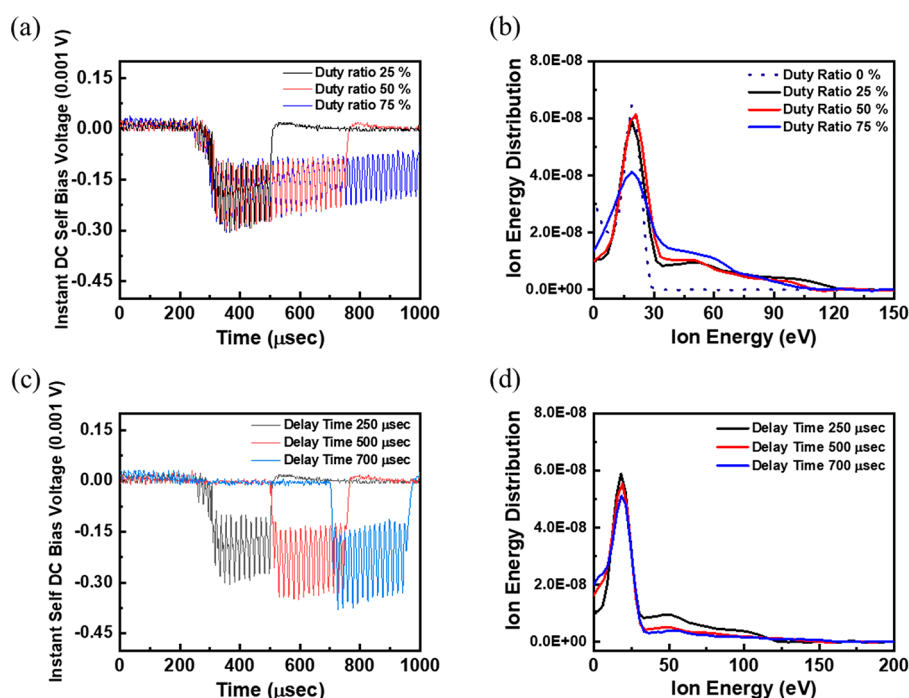 (a)
Instant DC Self Bias Voltage (0.001 V)
0.15
0.00
-0.15
-0.30
-0.45
Duty ratio 25 %
Duty ratio 50 %
Duty ratio 75 %
0 200 400 600 800 1000
Time (μsec)
(b)
Ion Energy Distribution
8.0E-08
6.0E-08
4.0E-08
2.0E-08
0.0E+00
Duty Ratio 0 %
Duty Ratio 25 %
Duty Ratio 50 %
Duty Ratio 75 %
0 30 60 90 120 150
Ion Energy (eV)
(c)
Instant Self DC Bias Voltage (0.001 V)
0.15
0.00
-0.15
-0.30
-0.45
Delay Time 250 μsec
Delay Time 500 μsec
Delay Time 700 μsec
0 200 400 600 800 1000
Time (μsec)
(d)
Ion Energy Distribution
8.0E-08
6.0E-08
4.0E-08
2.0E-08
0.0E+00
Delay Time 250 μsec
Delay Time 500 μsec
Delay Time 700 μsec
0 40 80 120 160 200
Ion Energy (eV)